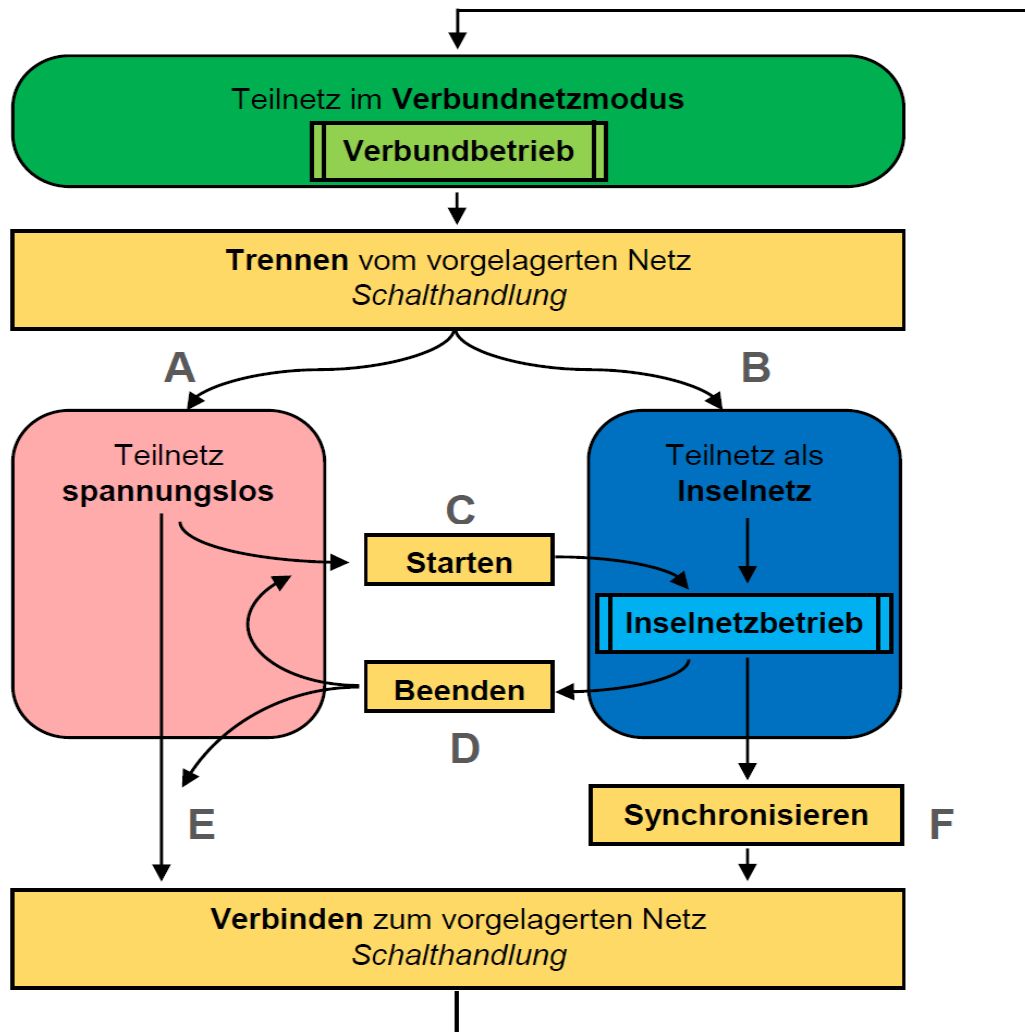 Teilnetz im Verbundnetzmodus
Verbundbetrieb
Trennen vom vorgelagerten Netz
Schalthandlung
A
B
Teilnetz
spannungslos
Teilnetz als
Inselnetz
C
Starten
Inselnetzbetrieb
Beenden
D
E
Synchronisieren
F
Verbinden zum vorgelagerten Netz
Schalthandlung